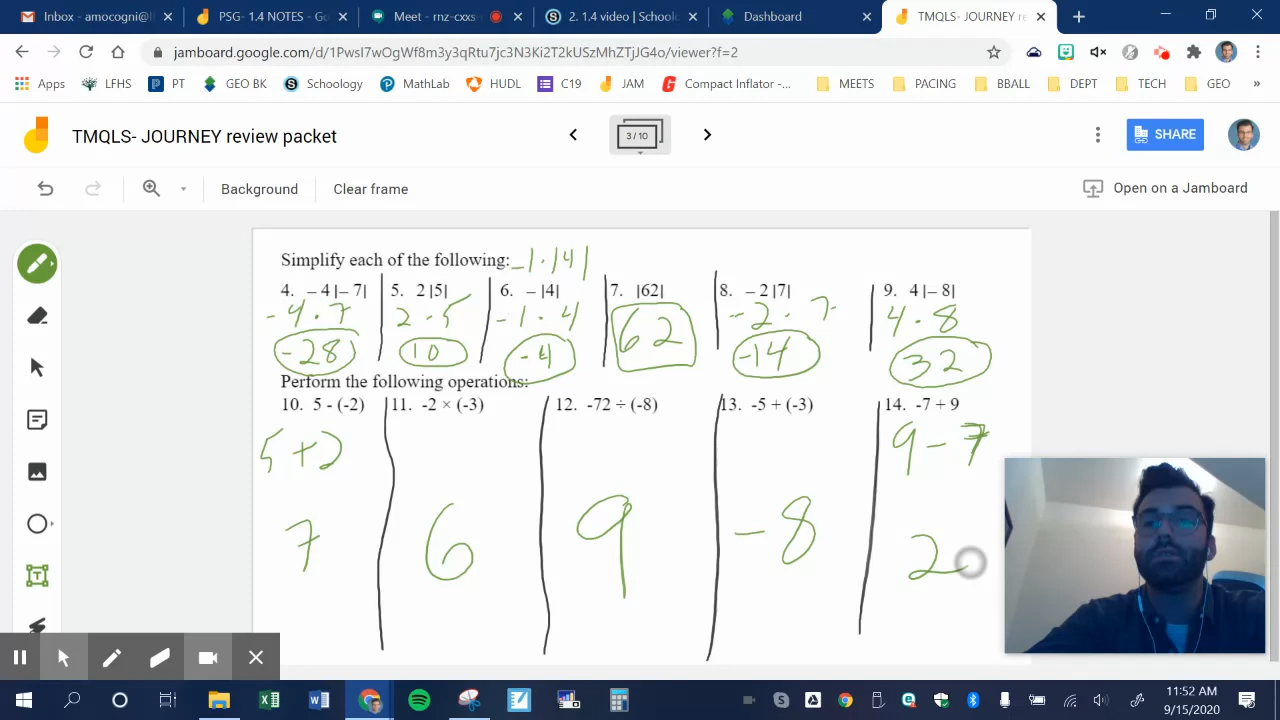 Inbox - amocogni@l
PSG- 1.4 NOTES - Go
Meet - rnz-cxxs-
2. 1.4 video | Schoolo
Dashboard
TMQLS- JOURNEY re
jamboard.google.com/d/1PwsI7wOgWf8m3y3qRtu7jc3N3Ki2T2kUSzMhZTjJG4o/viewer?f=2
Apps LFHS PT GEO BK Schoology MathLab HUDL C19 JAM Compact Inflator -... MEETS PACING BBALL DEPT TECH GEO »
TMQLS- JOURNEY review packet
3 / 10
SHARE
Background
Clear frame
Open on a Jamboard
Simplify each of the following: -1·|4|
4. – 4 |– 7| 5. 2 |5| 6. – |4| 7. |62| 8. – 2 |7| 9. 4 |– 8|
-4·7 2·5 -1·4 -2·7 4·8
-28 10 -4 62 -14 32
Perform the following operations:
10. 5 - (-2) 11. -2 × (-3) 12. -72 ÷ (-8) 13. -5 + (-3) 14. -7 + 9
5+2 9-7
7 6 9 -8 2
11:52 AM
9/15/2020